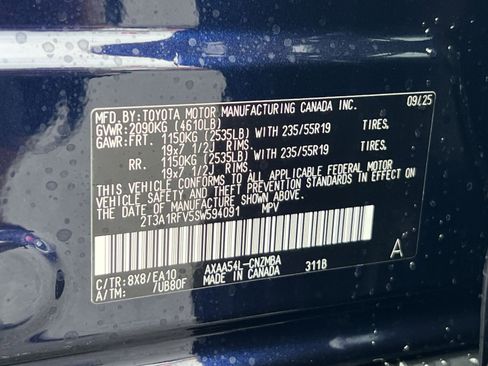 MFD.BY:TOYOTA MOTOR MANUFACTURING CANADA INC. 09/25
GVWR:2090KG (4610LB)
GAWR:FRT. 1150KG (2535LB) WITH 235/55R19 TIRES,
19x7 1/2J RIMS.
RR. 1150KG (2535LB) WITH 235/55R19 TIRES,
19x7 1/2J RIMS.
THIS VEHICLE CONFORMS TO ALL APPLICABLE FEDERAL MOTOR
VEHICLE SAFETY AND THEFT PREVENTION STANDARDS IN EFFECT ON
THE DATE OF MANUFACTURE SHOWN ABOVE.
2T3A1RFV5SW594091 MPV
C/TR:8X8/EA10 AXAA54L-CNZMBA A
A/TM: /UB80F MADE IN CANADA 311B